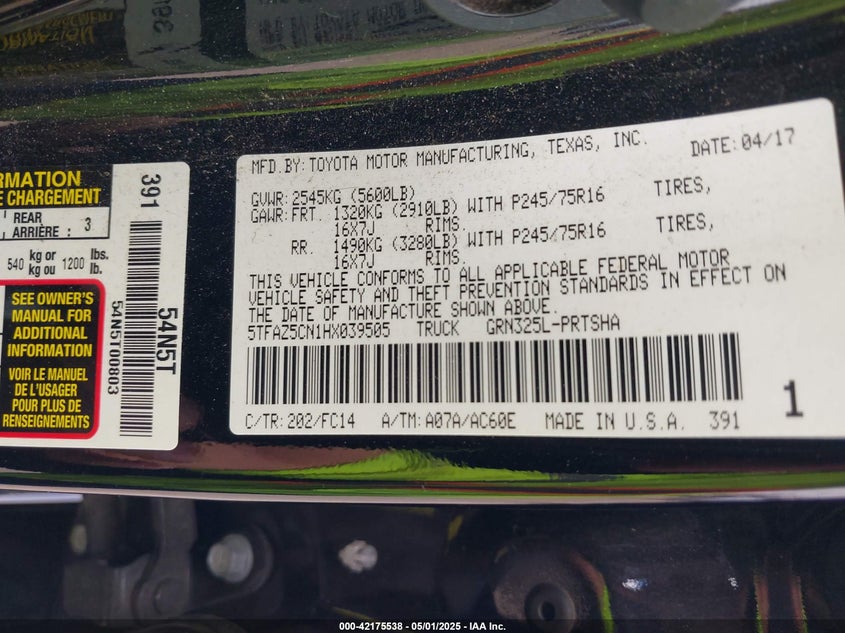 RMATION
E CHARGEMENT
REAR
ARRIÈRE : 3
540 kg or 1200 lbs.
kg ou lb.
SEE OWNER'S
MANUAL FOR
ADDITIONAL
INFORMATION
VOIR LE MANUEL
DE L'USAGER
POUR PLUS DE
RENSEIGNEMENTS
391
54N5T00803
54N5T
MFD.BY:TOYOTA MOTOR MANUFACTURING, TEXAS, INC. DATE:04/17
GVWR:2545KG (5600LB)
GAWR:FRT. 1320KG (2910LB) WITH P245/75R16 TIRES,
16X7J RIMS.
RR. 1490KG (3280LB) WITH P245/75R16 TIRES,
16X7J RIMS.
THIS VEHICLE CONFORMS TO ALL APPLICABLE FEDERAL MOTOR
VEHICLE SAFETY AND THEFT PREVENTION STANDARDS IN EFFECT ON
THE DATE OF MANUFACTURE SHOWN ABOVE.
5TFAZ5CN1HX039505 TRUCK GRN325L-PRTSHA
C/TR:202/FC14 A/TM:A07A/AC60E MADE IN U.S.A. 391
1
000-42175538 - 05/01/2025 - IAA Inc.